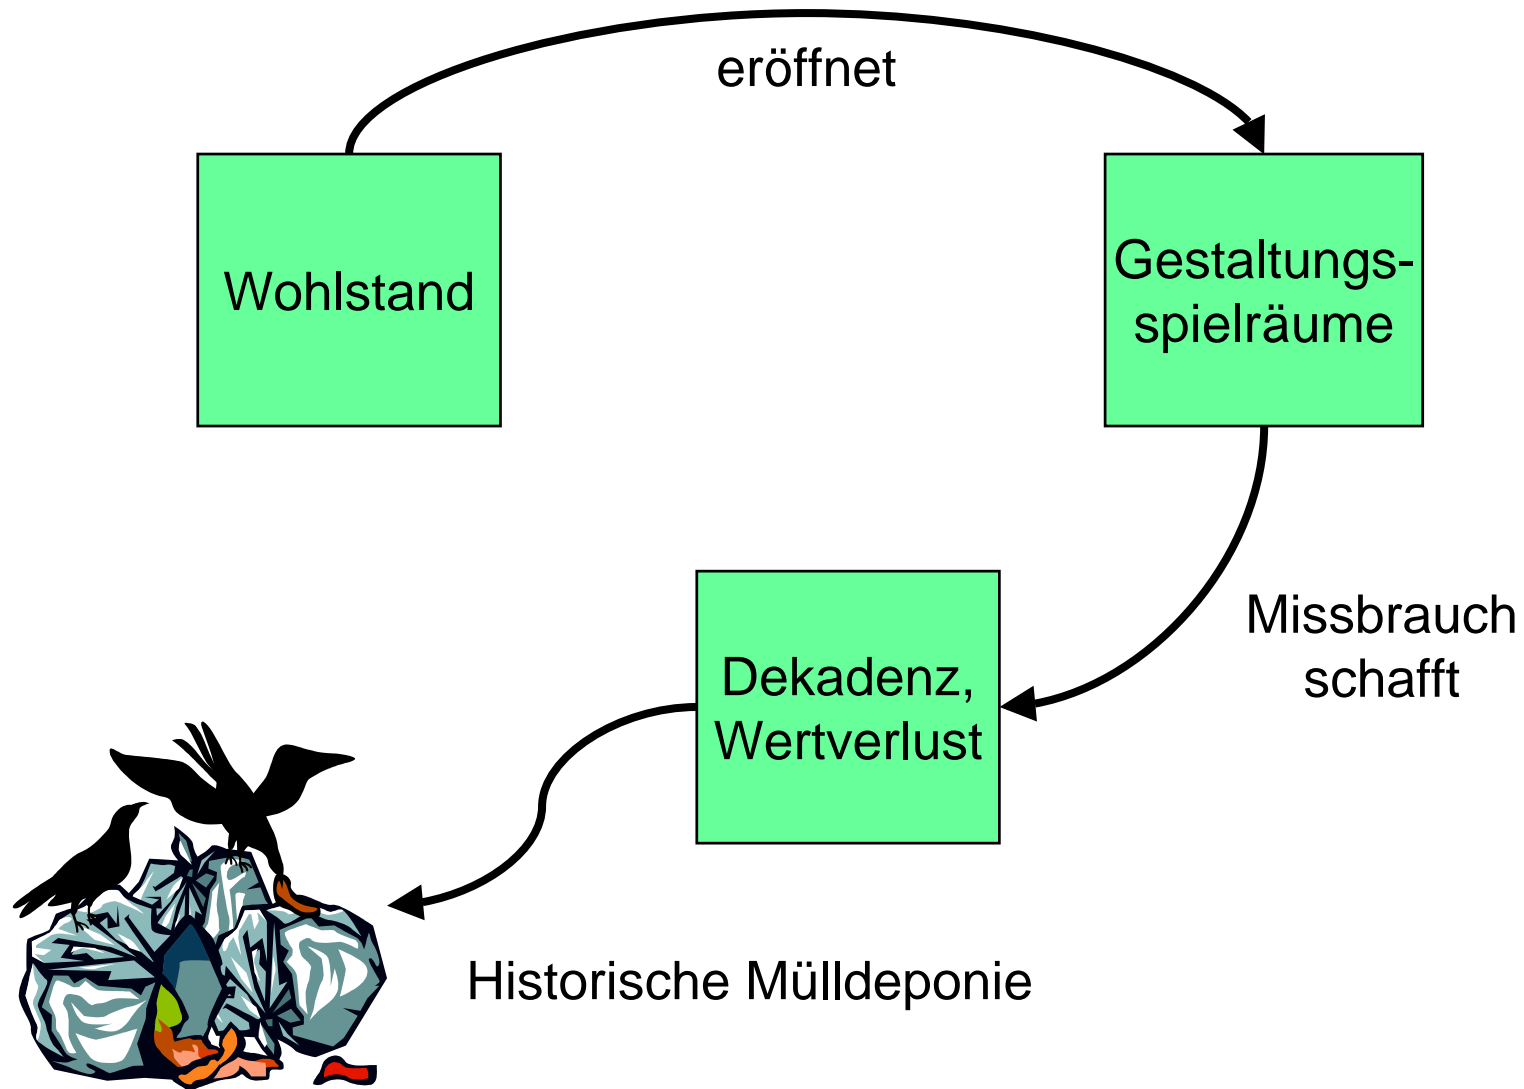 eröffnet
Wohlstand
Gestaltungs-
spielräume
Missbrauch
schafft
Dekadenz,
Wertverlust
Historische Mülldeponie